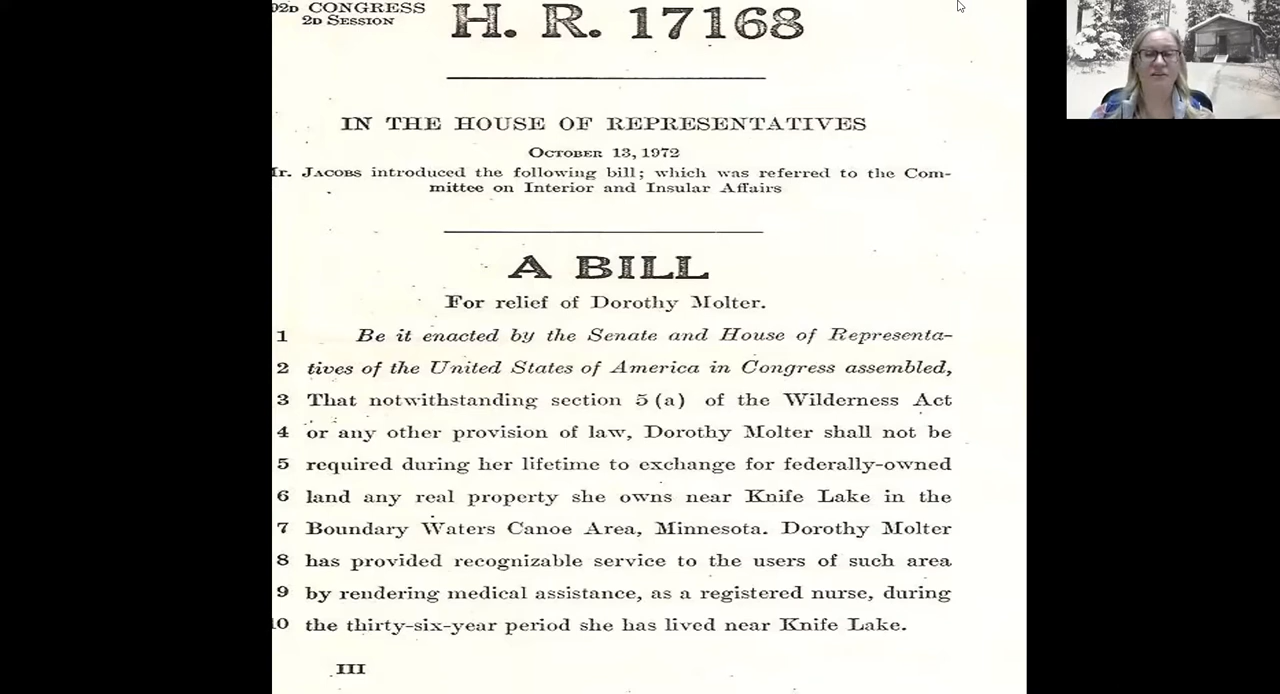 02D CONGRESS
2D SESSION
H. R. 17168
IN THE HOUSE OF REPRESENTATIVES
OCTOBER 13, 1972
Mr. JACOBS introduced the following bill; which was referred to the Com-
mittee on Interior and Insular Affairs
A BILL
For relief of Dorothy Molter.
1 Be it enacted by the Senate and House of Representa-
2 tives of the United States of America in Congress assembled,
3 That notwithstanding section 5 (a) of the Wilderness Act
4 or any other provision of law, Dorothy Molter shall not be
5 required during her lifetime to exchange for federally-owned
6 land any real property she owns near Knife Lake in the
7 Boundary Waters Canoe Area, Minnesota. Dorothy Molter
8 has provided recognizable service to the users of such area
9 by rendering medical assistance, as a registered nurse, during
10 the thirty-six-year period she has lived near Knife Lake.
III